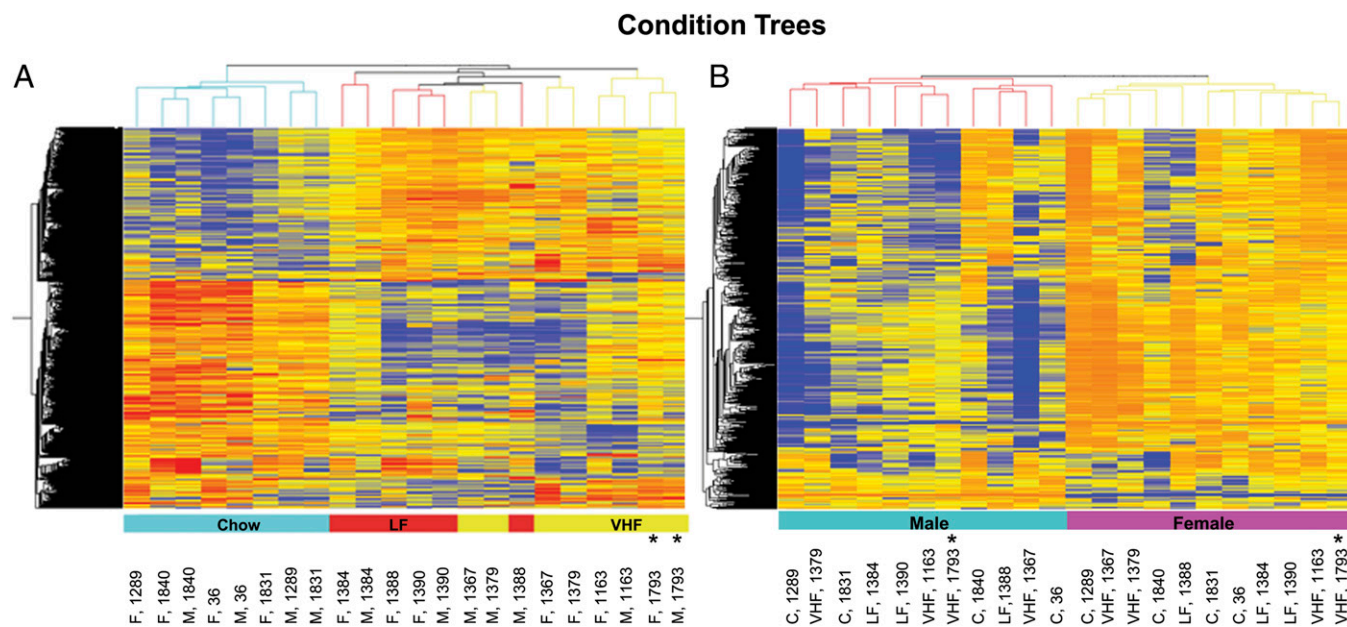 Condition Trees
A
B
Chow LF VHF
* *
F, 1289
F, 1840
M, 1840
F, 36
M, 36
F, 1831
M, 1289
M, 1831
F, 1384
M, 1384
F, 1388
F, 1390
M, 1390
M, 1367
M, 1379
M, 1388
F, 1367
F, 1379
F, 1163
M, 1163
F, 1793
M, 1793
Male Female
* *
C, 1289
VHF, 1379
C, 1831
LF, 1384
LF, 1390
VHF, 1163
VHF, 1793
C, 1840
LF,1388
VHF, 1367
C, 36
C, 1289
VHF, 1367
VHF, 1379
C, 1840
LF, 1388
C, 1831
C, 36
LF, 1384
LF, 1390
VHF, 1163
VHF, 1793